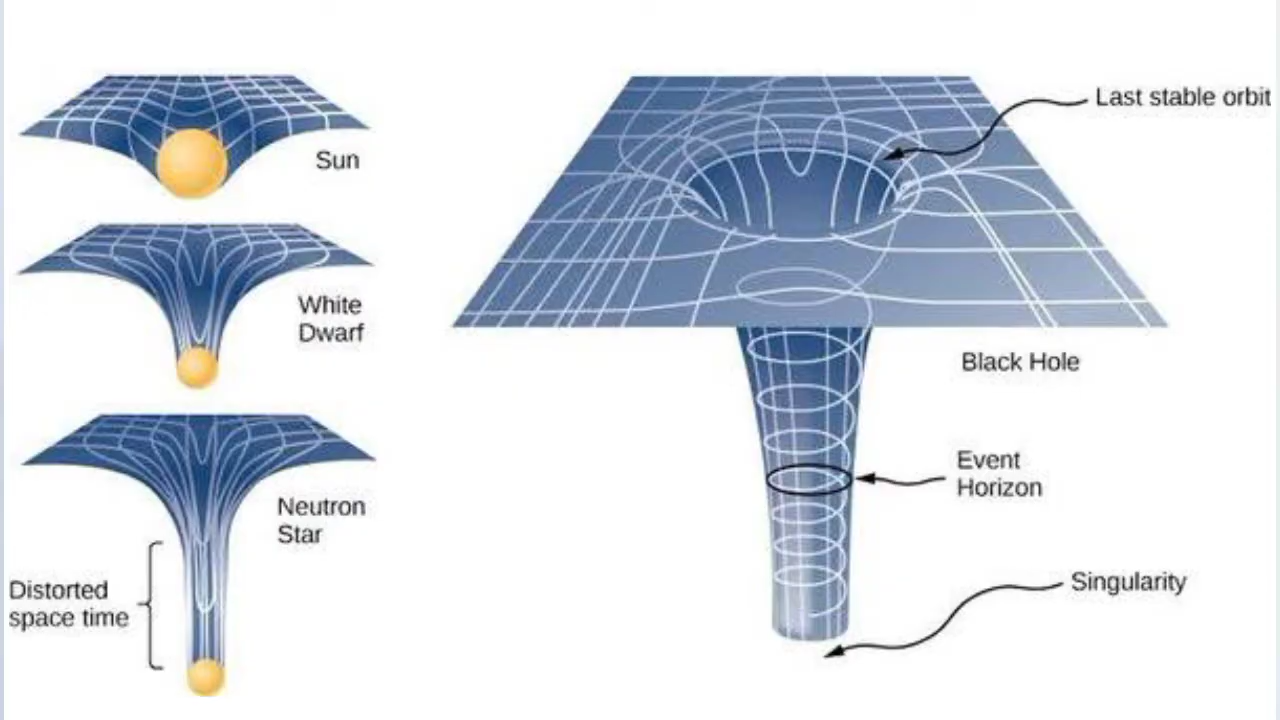 Sun
White
Dwarf
Neutron
Star
Distorted
space time
Last stable orbit
Black Hole
Event
Horizon
Singularity